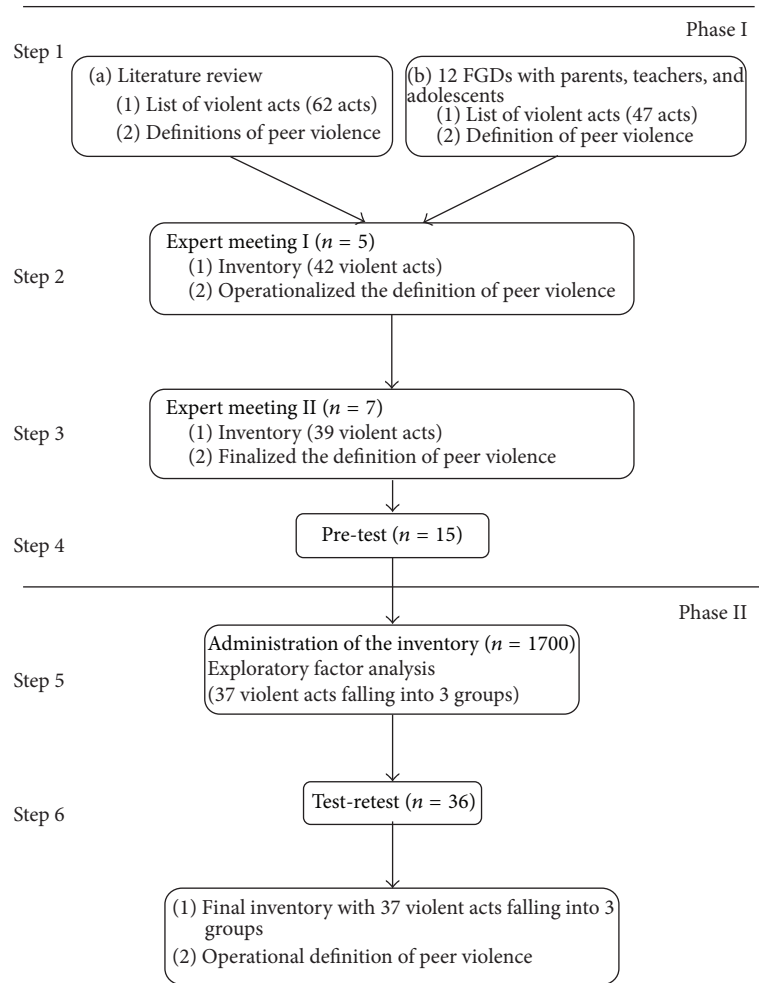 Phase I
Step 1
(a) Literature review
(1) List of violent acts (62 acts)
(2) Definitions of peer violence
(b) 12 FGDs with parents, teachers, and
adolescents
(1) List of violent acts (47 acts)
(2) Definition of peer violence
Step 2
Expert meeting I (n = 5)
(1) Inventory (42 violent acts)
(2) Operationalized the definition of peer violence
Step 3
Expert meeting II (n = 7)
(1) Inventory (39 violent acts)
(2) Finalized the definition of peer violence
Step 4
Pre-test (n = 15)
Phase II
Step 5
Administration of the inventory (n = 1700)
Exploratory factor analysis
(37 violent acts falling into 3 groups)
Step 6
Test-retest (n = 36)
(1) Final inventory with 37 violent acts falling into 3
groups
(2) Operational definition of peer violence